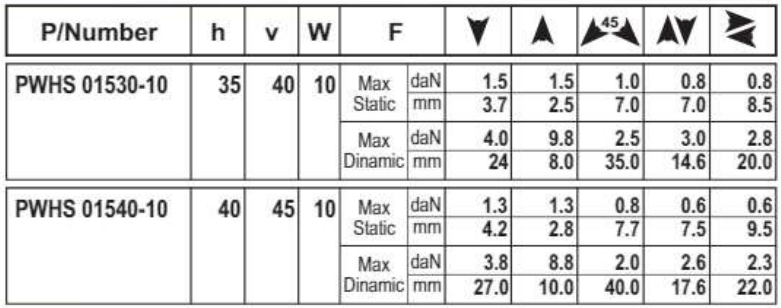 P/Number h v W F 45
PWHS 01530-10 35 40 10 Max Static daN 1.5 1.5 1.0 0.8 0.8
mm 3.7 2.5 7.0 7.0 8.5
Max Dinamic daN 4.0 9.8 2.5 3.0 2.8
mm 24 8.0 35.0 14.6 20.0
PWHS 01540-10 40 45 10 Max Static daN 1.3 1.3 0.8 0.6 0.6
mm 4.2 2.8 7.7 7.5 9.5
Max Dinamic daN 3.8 8.8 2.0 2.6 2.3
mm 27.0 10.0 40.0 17.6 22.0